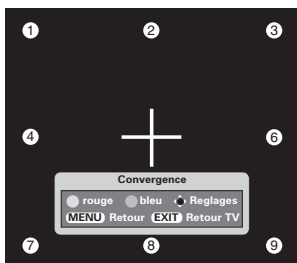 1 2 3
4 6
Convergence
rouge bleu Reglages
MENU Retour EXIT Retour TV
7 8 9